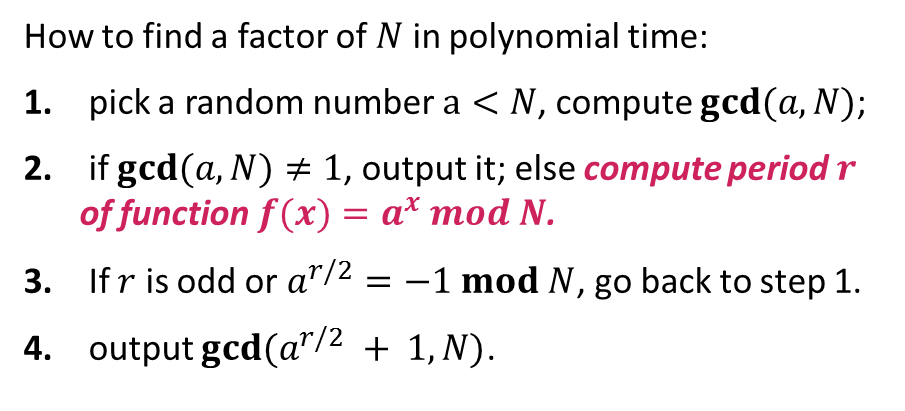 How to find a factor of N in polynomial time:
1. pick a random number a < N, compute gcd(a, N);
2. if gcd(a, N) ≠ 1, output it; else compute period r
of function f(x) = a^x mod N.
3. If r is odd or a^{r/2} = −1 mod N, go back to step 1.
4. output gcd(a^{r/2} + 1, N).